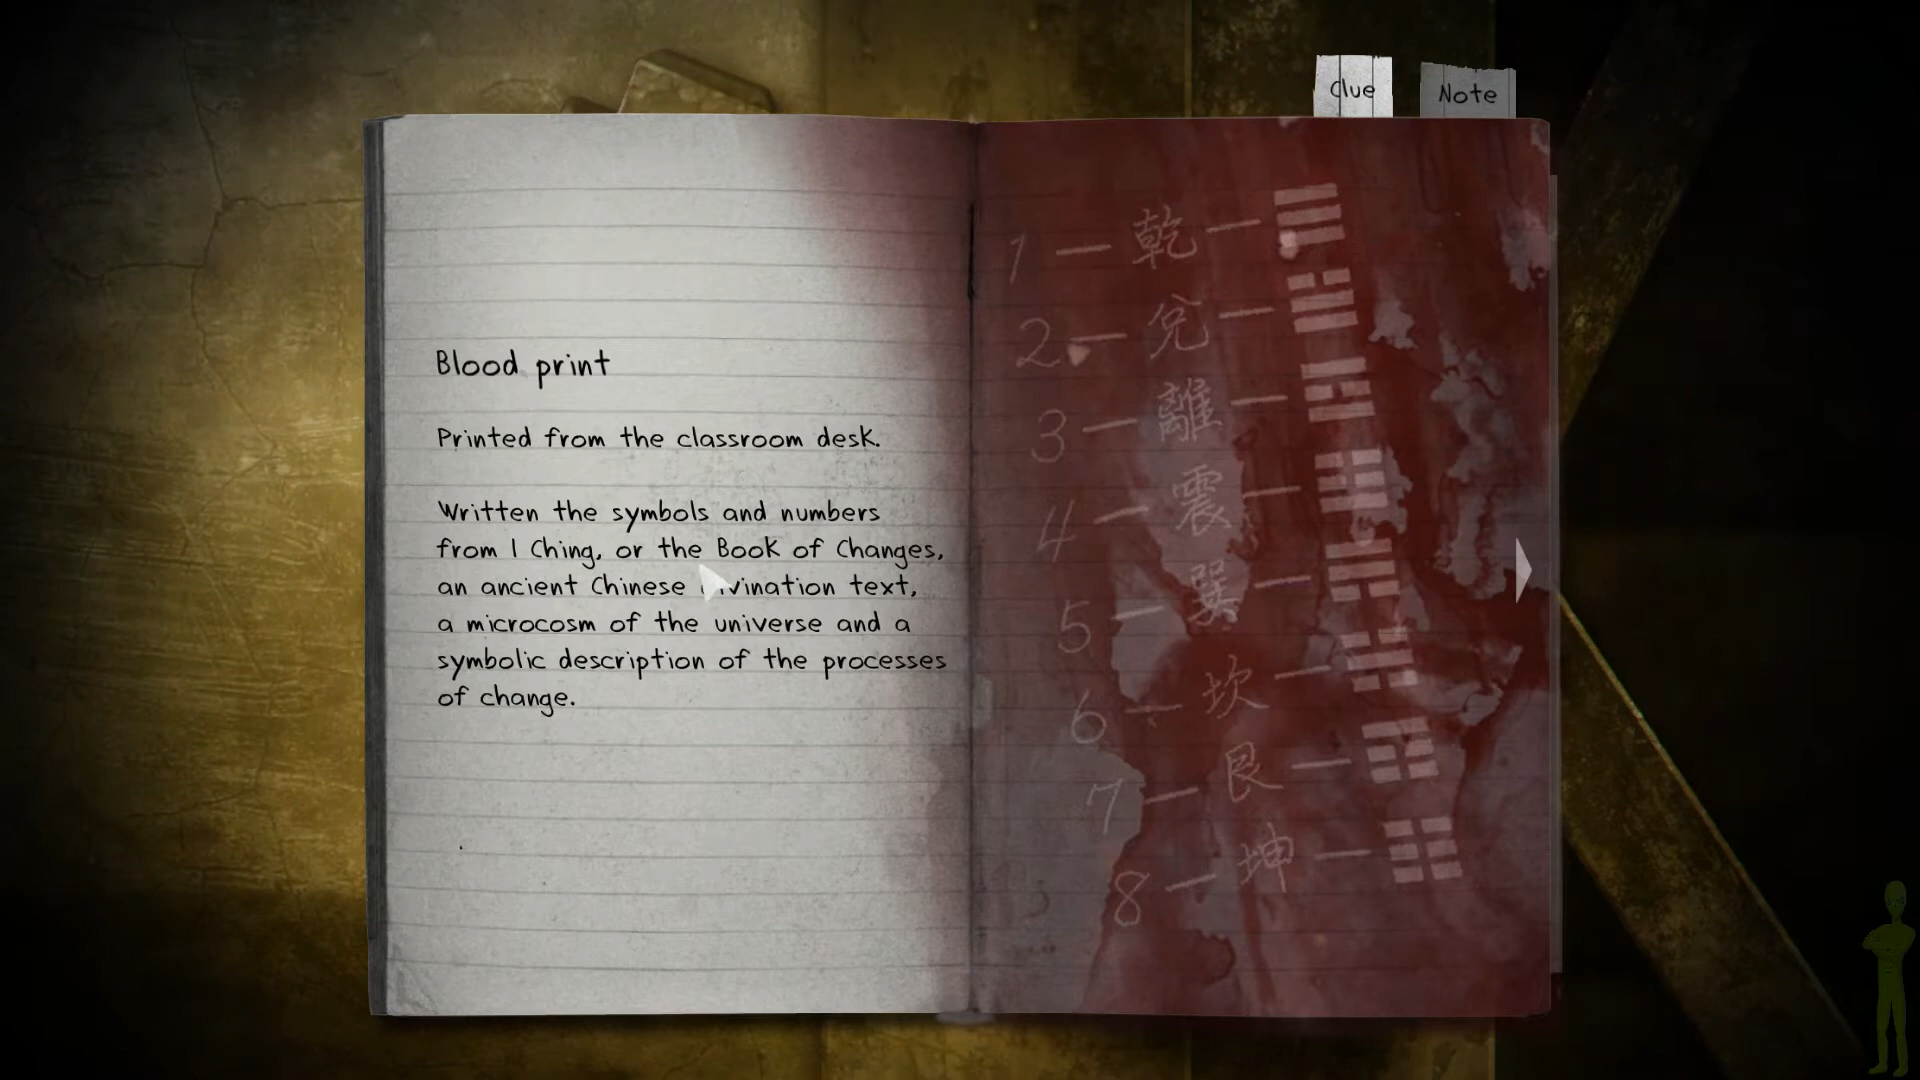 Clue
Note
Blood print
Printed from the classroom desk.
Written the symbols and numbers
from I Ching, or the Book of Changes,
an ancient Chinese vination text,
a microcosm of the universe and a
symbolic description of the processes
of change.
1 — 乾 — ☰
2 — 兌 — ☱
3 — 離 — ☲
4 — 震 — ☳
5 — 巽 — ☴
6 — 坎 — ☵
7 — 艮 — ☶
8 — 坤 — ☷